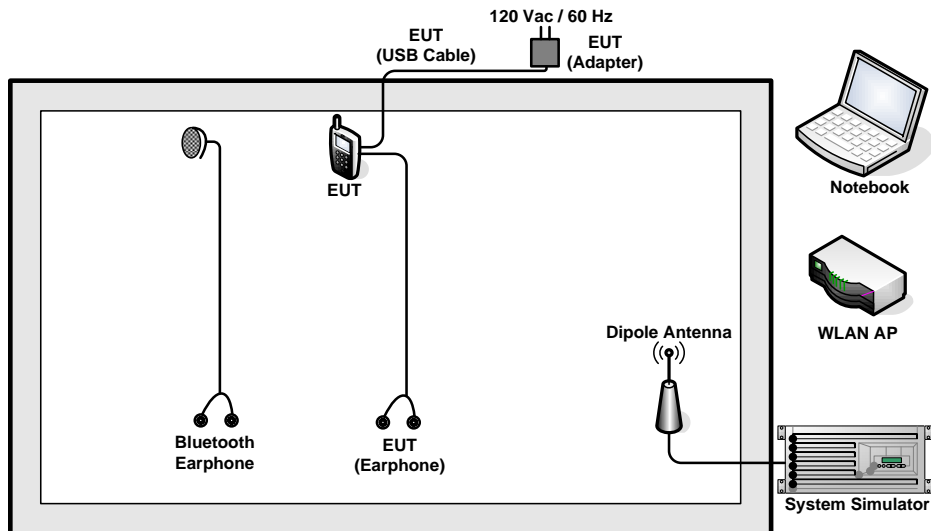 120 Vac / 60 Hz
EUT
(USB Cable)
EUT
(Adapter)
EUT
Notebook
WLAN AP
Dipole Antenna
Bluetooth
Earphone
EUT
(Earphone)
System Simulator